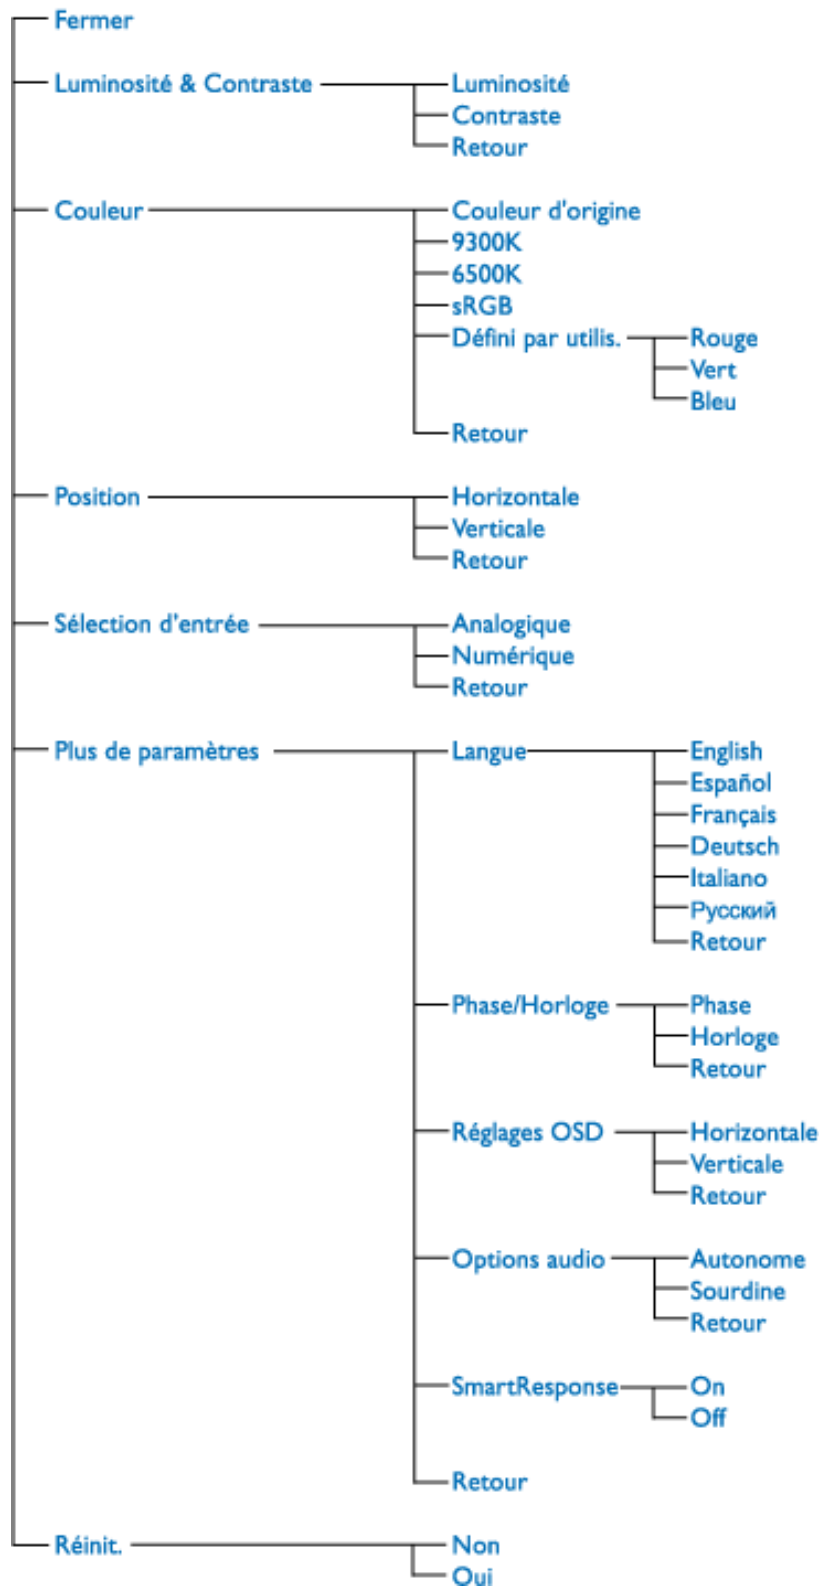 Fermer
Luminosité & Contraste Luminosité
Contraste
Retour
Couleur Couleur d'origine
9300K
6500K
sRGB
Défini par utilis. Rouge
Vert
Bleu
Retour
Position Horizontale
Verticale
Retour
Sélection d'entrée Analogique
Numérique
Retour
Plus de paramètres Langue English
Español
Français
Deutsch
Italiano
Русский
Retour
Phase/Horloge Phase
Horloge
Retour
Réglages OSD Horizontale
Verticale
Retour
Options audio Autonome
Sourdine
Retour
SmartResponse On
Off
Retour
Réinit. Non
Oui